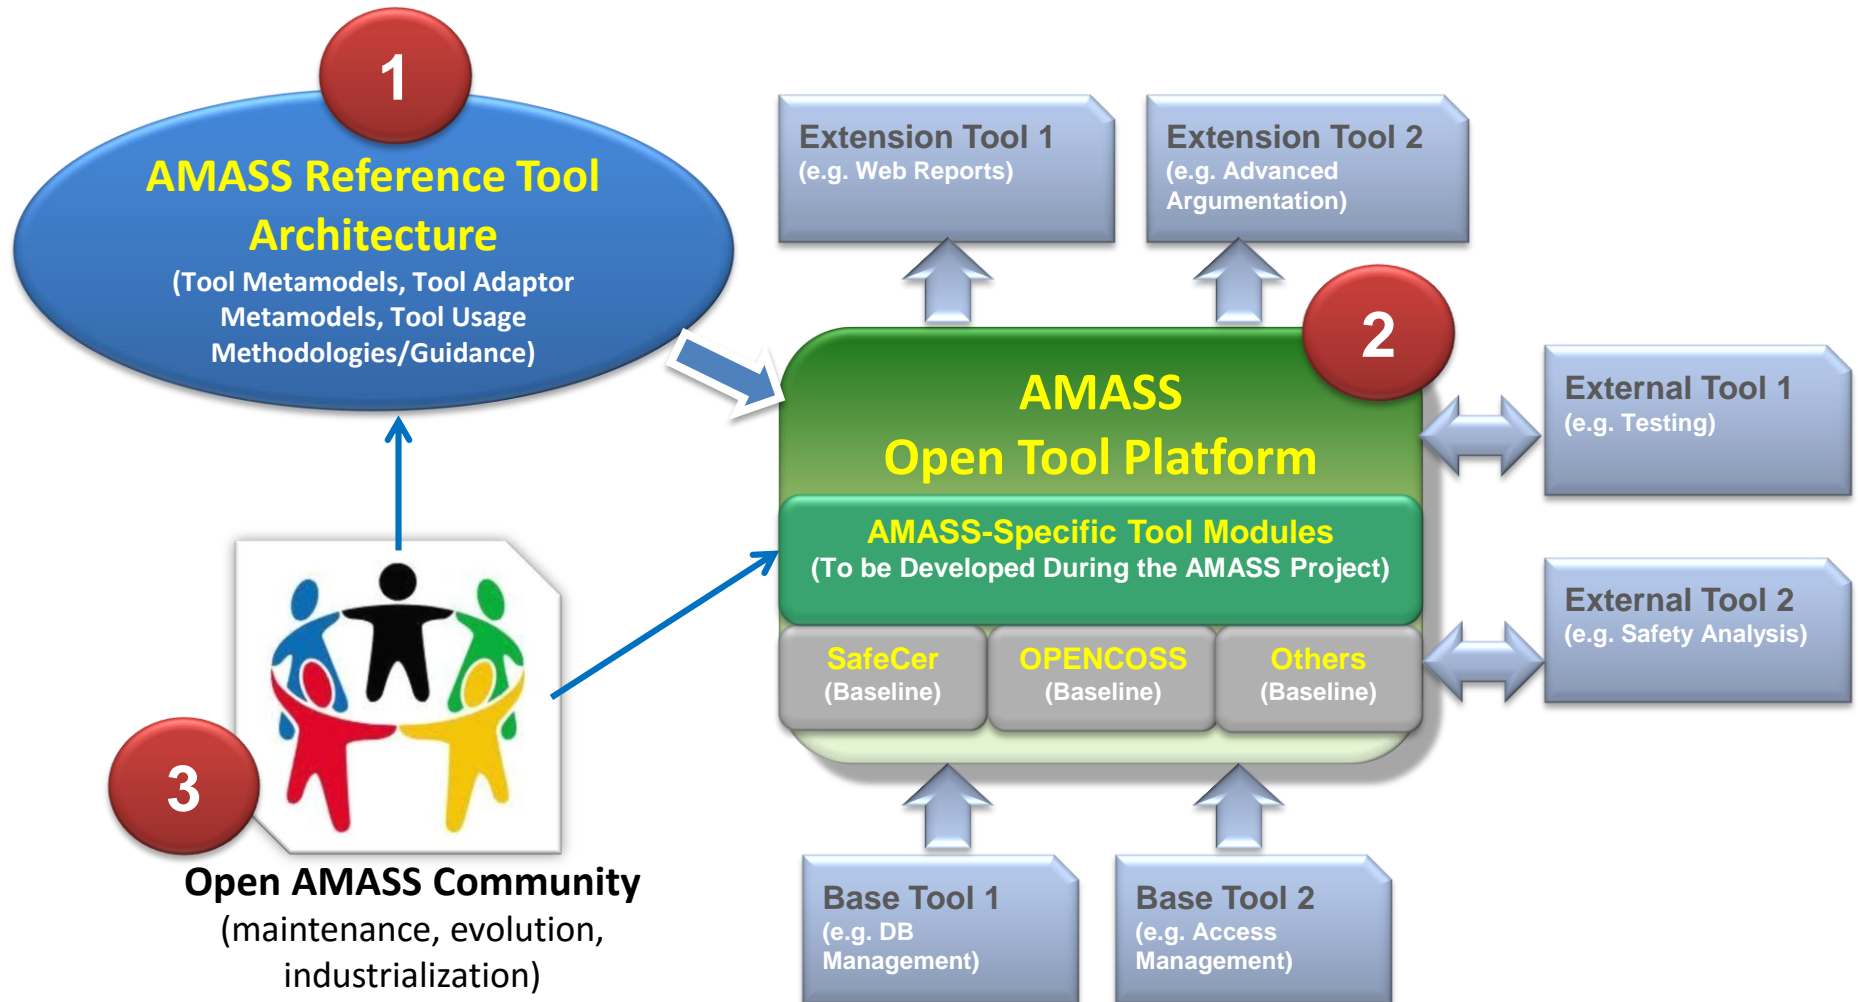 1
AMASS Reference Tool
Architecture
(Tool Metamodels, Tool Adaptor
Metamodels, Tool Usage
Methodologies/Guidance)
Extension Tool 1
(e.g. Web Reports)
Extension Tool 2
(e.g. Advanced
Argumentation)
2
AMASS
Open Tool Platform
AMASS-Specific Tool Modules
(To be Developed During the AMASS Project)
SafeCer
(Baseline)
OPENCOSS
(Baseline)
Others
(Baseline)
External Tool 1
(e.g. Testing)
External Tool 2
(e.g. Safety Analysis)
3
Open AMASS Community
(maintenance, evolution,
industrialization)
Base Tool 1
(e.g. DB
Management)
Base Tool 2
(e.g. Access
Management)